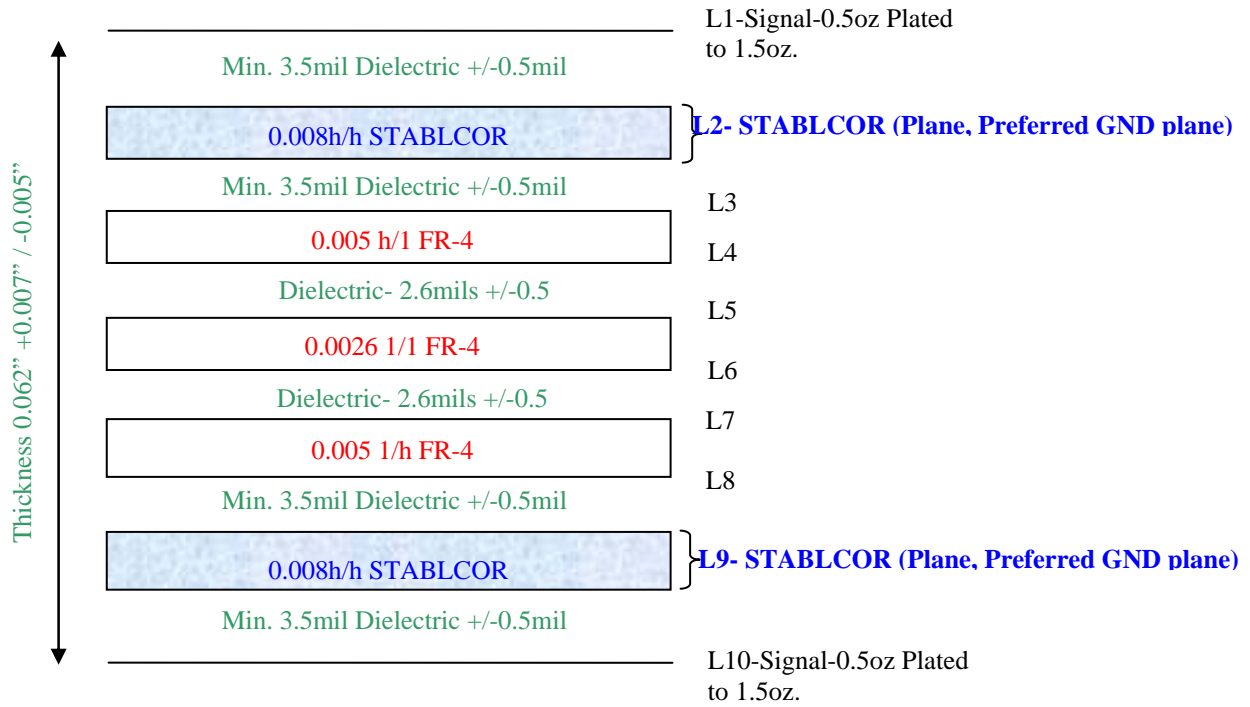 L1-Signal-0.5oz Plated
to 1.5oz.
Min. 3.5mil Dielectric +/-0.5mil
0.008h/h STABLCOR
L2- STABLCOR (Plane, Preferred GND plane)
Min. 3.5mil Dielectric +/-0.5mil
L3
0.005 h/1 FR-4
L4
Dielectric- 2.6mils +/-0.5
L5
0.0026 1/1 FR-4
L6
Dielectric- 2.6mils +/-0.5
L7
0.005 1/h FR-4
L8
Min. 3.5mil Dielectric +/-0.5mil
0.008h/h STABLCOR
L9- STABLCOR (Plane, Preferred GND plane)
Min. 3.5mil Dielectric +/-0.5mil
L10-Signal-0.5oz Plated
to 1.5oz.
Thickness 0.062” +0.007” / -0.005”